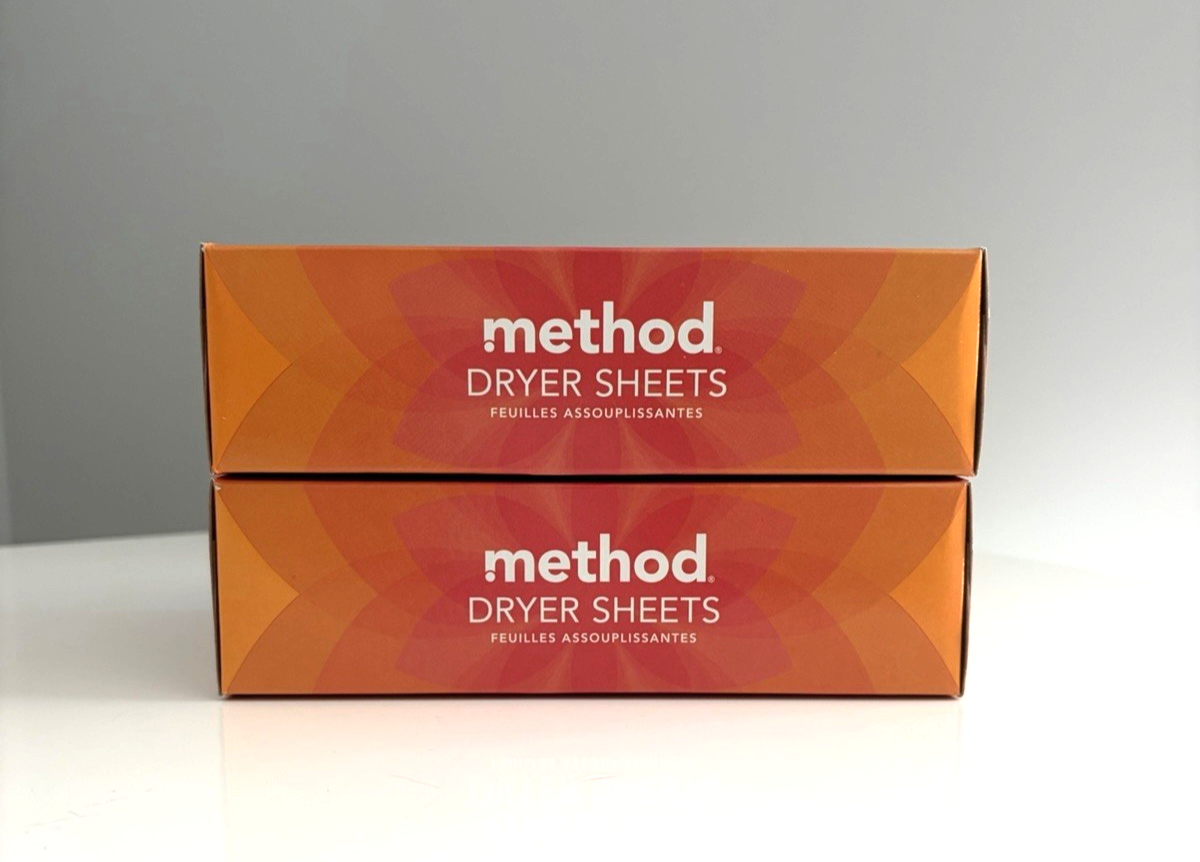 method®
DRYER SHEETS
FEUILLES ASSOUPLISSANTES
method®
DRYER SHEETS
FEUILLES ASSOUPLISSANTES